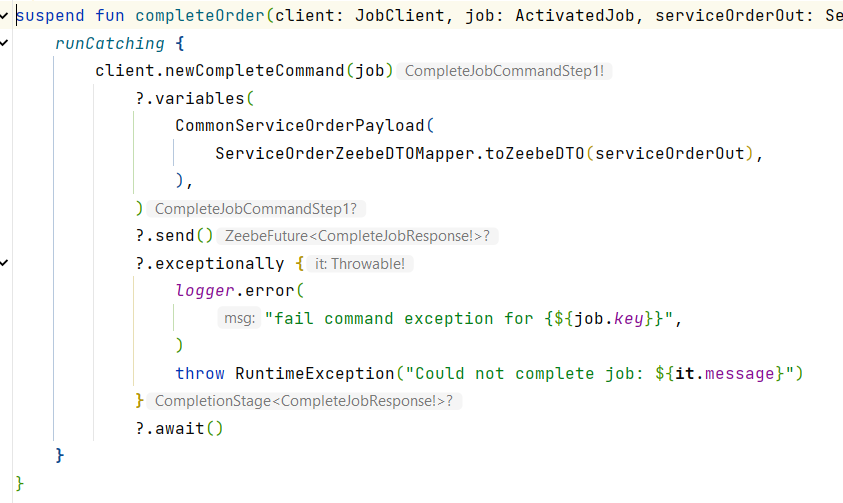 suspend fun completeOrder(client: JobClient, job: ActivatedJob, serviceOrderOut: Se
runCatching {
client.newCompleteCommand(job) CompleteJobCommandStep1!
?.variables(
CommonServiceOrderPayload(
ServiceOrderZeebeDTOMapper.toZeebeDTO(serviceOrderOut),
),
) CompleteJobCommandStep1?
?.send() ZeebeFuture<CompleteJobResponse!>?
?.exceptionally { it: Throwable!
logger.error(
msg: "fail command exception for {${job.key}}",
)
throw RuntimeException("Could not complete job: ${it.message}")
} CompletionStage<CompleteJobResponse!>?
?.await()
}
}